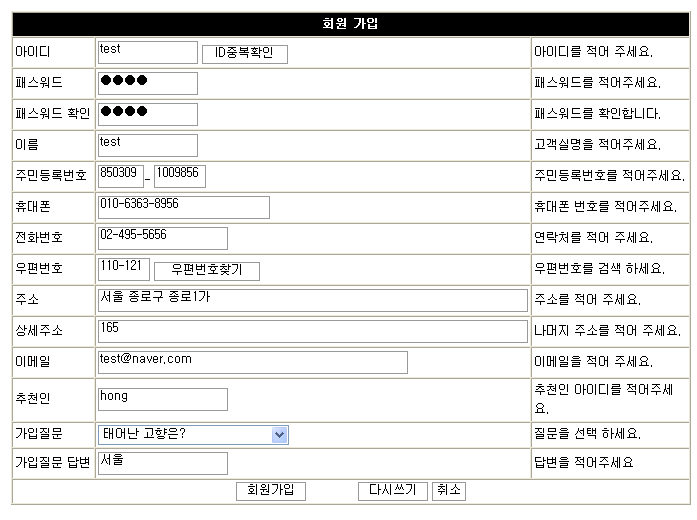 회원 가입
아이디 test ID중복확인 아이디를 적어 주세요.
패스워드 ●●●● 패스워드를 적어주세요.
패스워드 확인 ●●●● 패스워드를 확인합니다.
이름 test 고객실명을 적어주세요.
주민등록번호 850309 - 1009856 주민등록번호를 적어주세요.
휴대폰 010-6363-8956 휴대폰 번호를 적어주세요.
전화번호 02-495-5656 연락처를 적어 주세요.
우편번호 110-121 우편번호찾기 우편번호를 검색 하세요.
주소 서울 종로구 종로1가 주소를 적어 주세요.
상세주소 165 나머지 주소를 적어 주세요.
이메일 test@naver.com 이메일을 적어 주세요.
추천인 hong 추천인 아이디를 적어주세
요.
가입질문 태어난 고향은? 질문을 선택 하세요.
가입질문 답변 서울 답변을 적어주세요
회원가입 다시쓰기 취소